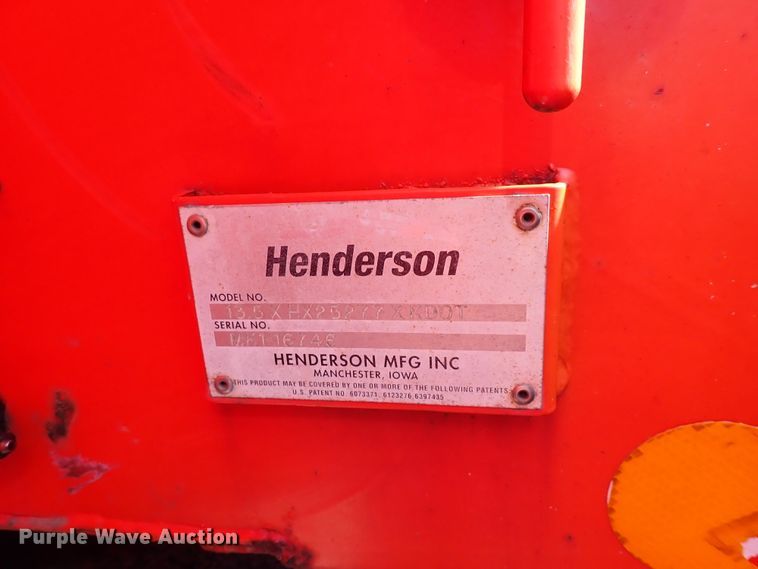 Henderson
MODEL NO.
SERIAL NO.
HENDERSON MFG INC
MANCHESTER, IOWA
THIS PRODUCT MAY BE COVERED BY ONE OR MORE OF THE FOLLOWING PATENTS:
U.S. PATENT NO. 6073371, 6123276, 6397435
Purple Wave Auction